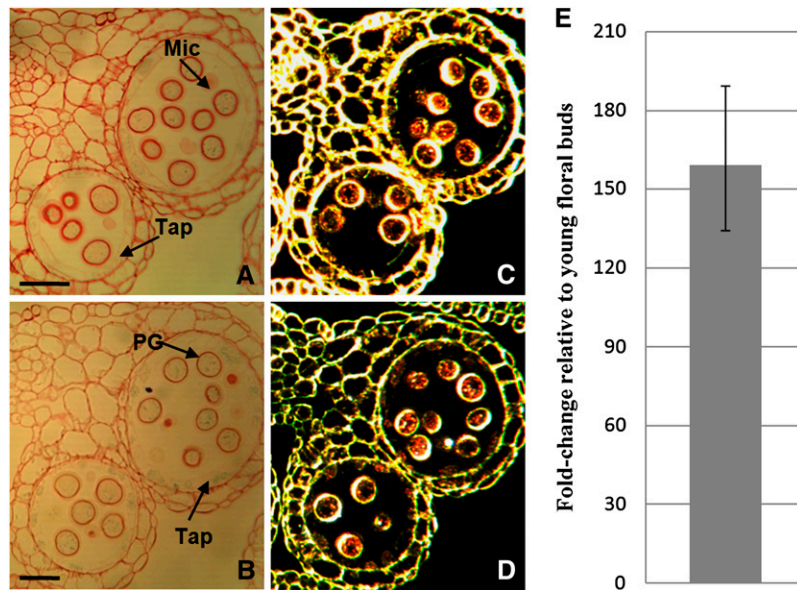 Mic
Tap
A
C
PG
Tap
B
D
E
Fold-change relative to young floral buds
210
180
150
120
90
60
30
0